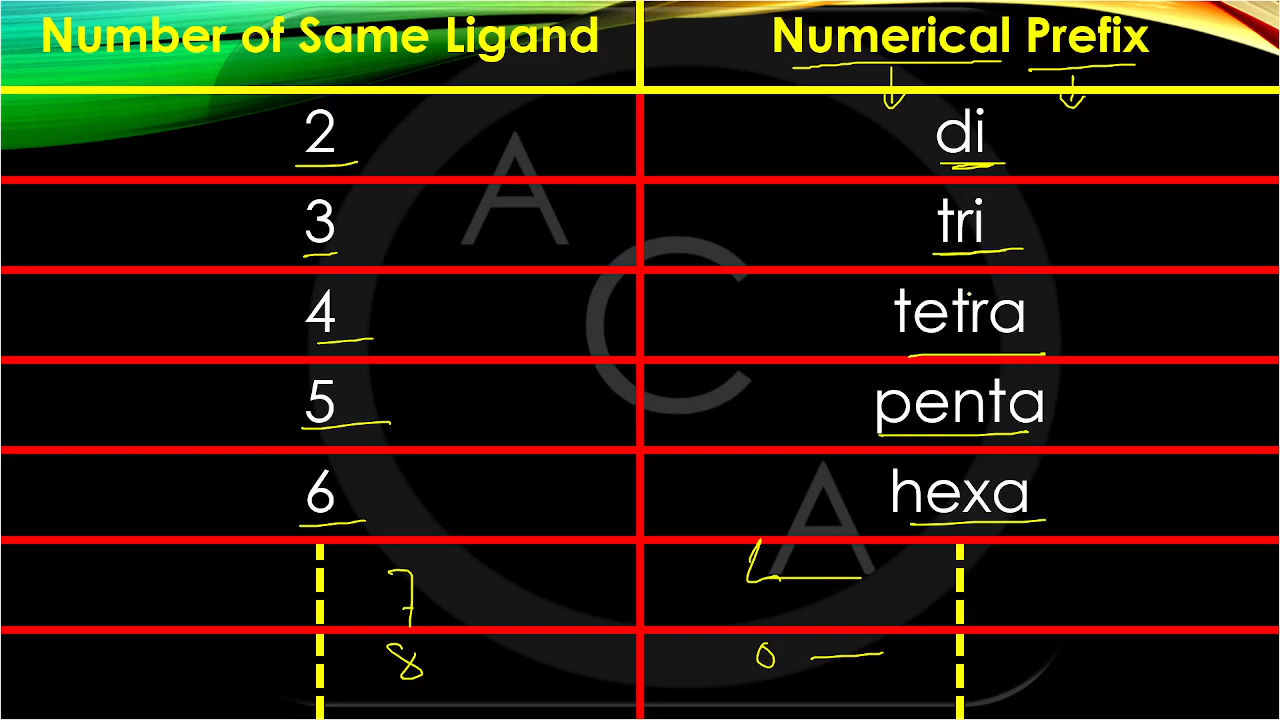 Number of Same Ligand Numerical Prefix
2 di
3 tri
4 tetra
5 penta
6 hexa
7
8
A
C
A